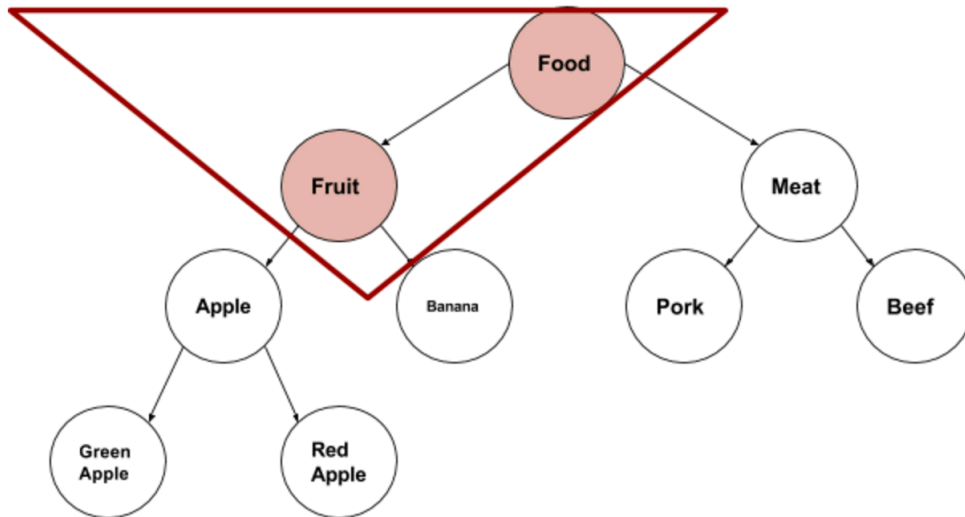 Food
Fruit
Meat
Apple
Banana
Pork
Beef
Green
Apple
Red
Apple